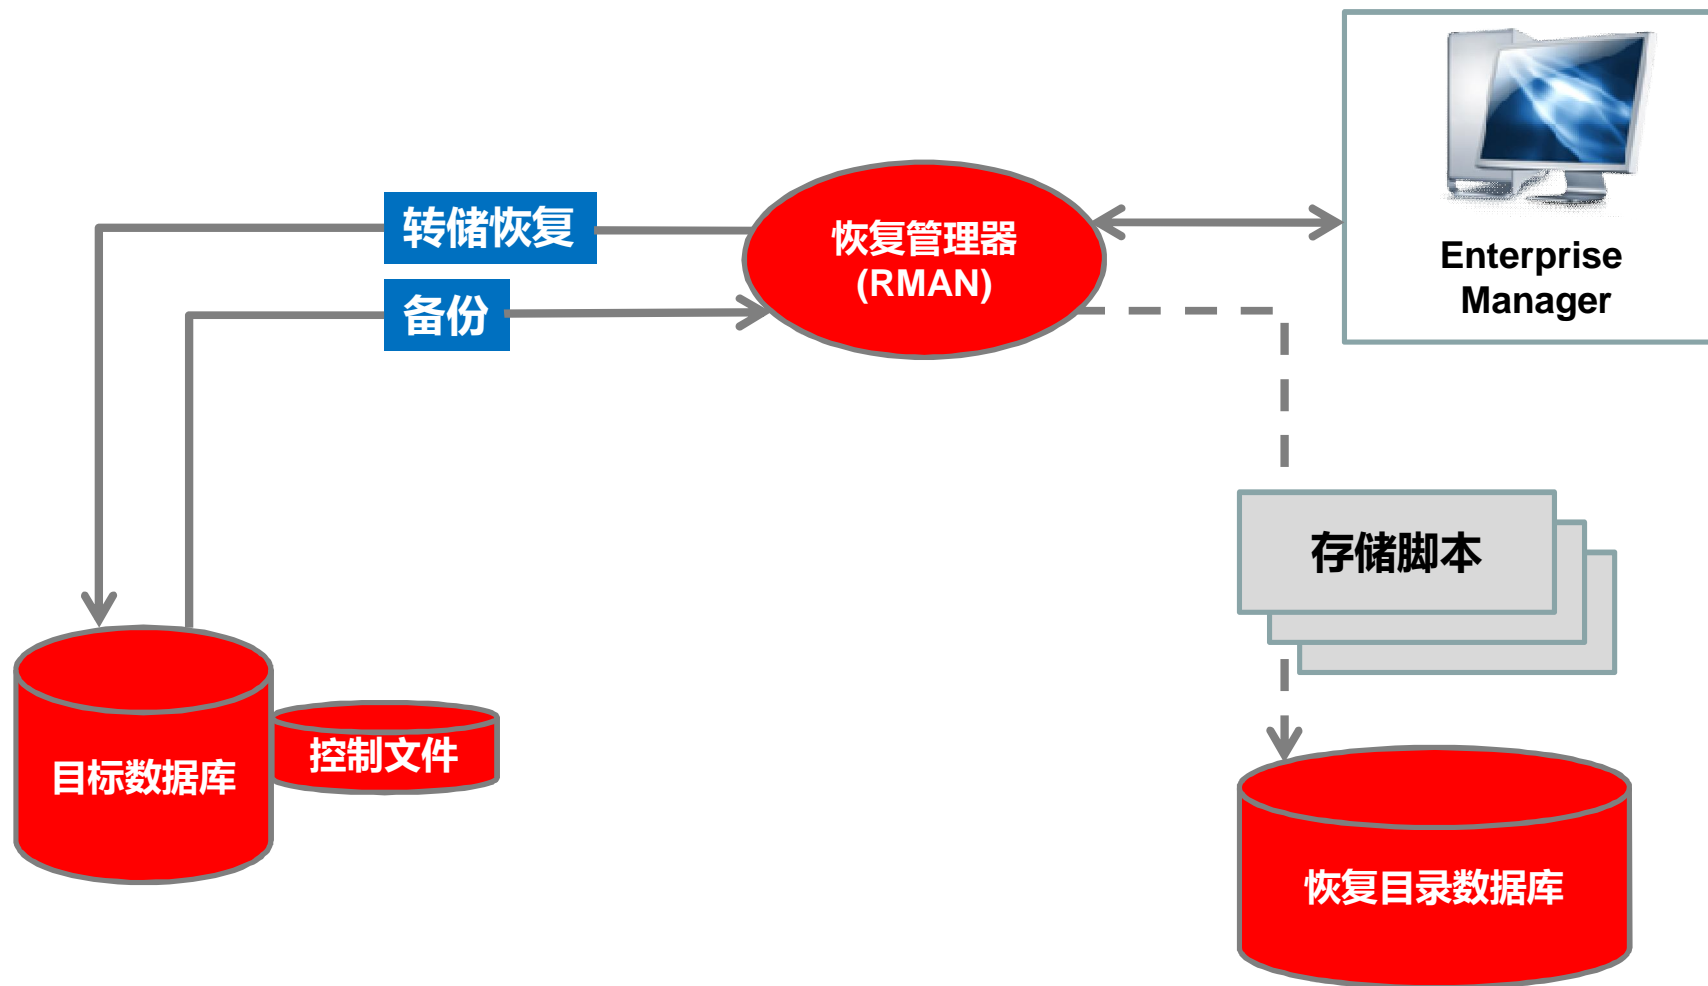 转储恢复
备份
恢复管理器
(RMAN)
Enterprise
Manager
存储脚本
目标数据库
控制文件
恢复目录数据库